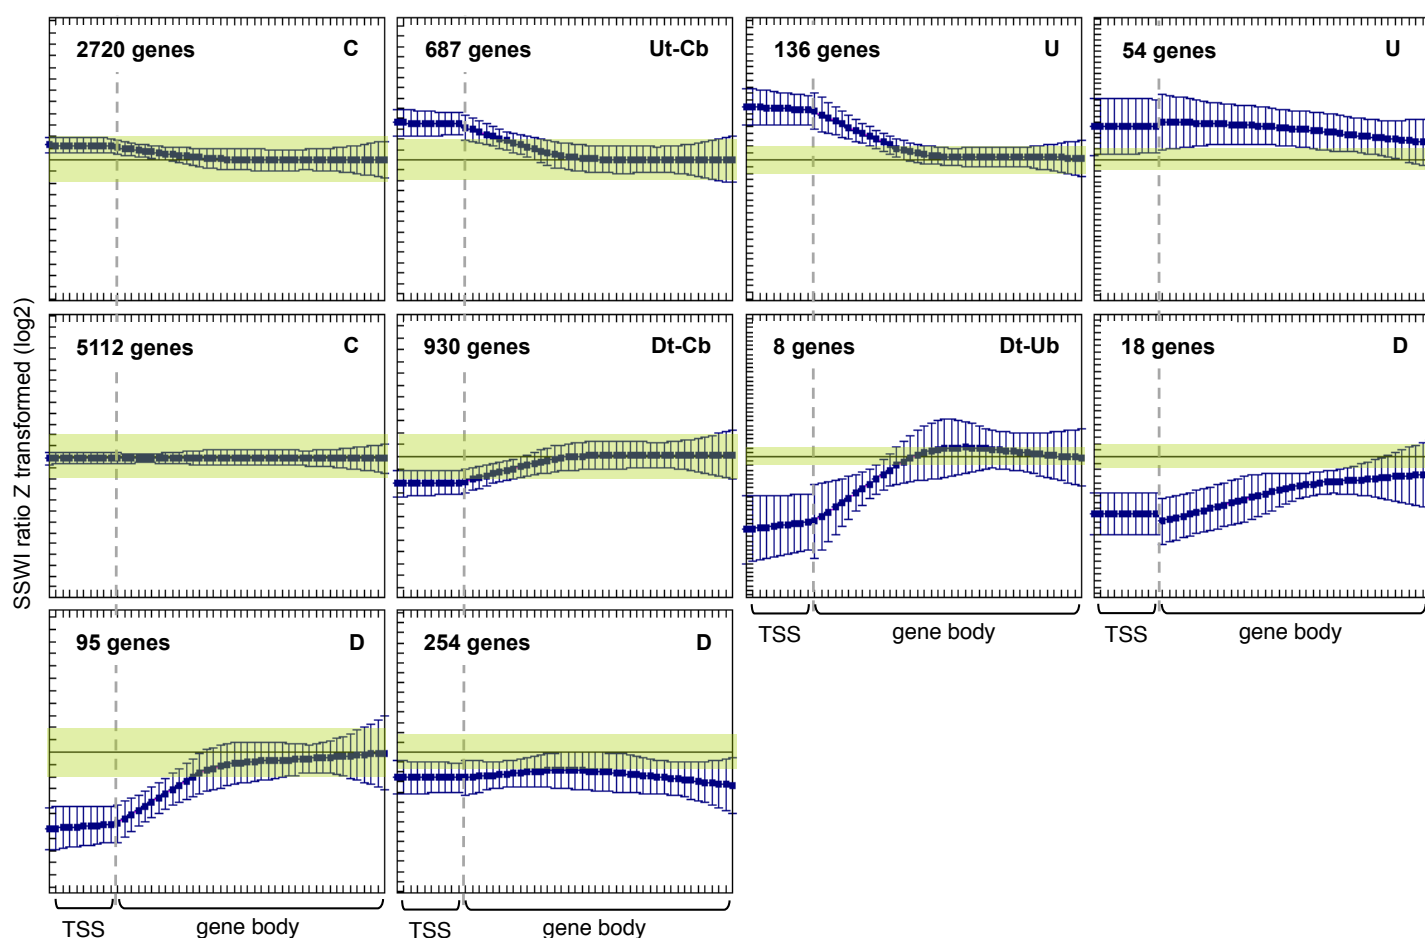 2720 genes C
687 genes Ut-Cb
136 genes U
54 genes U
SSWI ratio Z transformed (log2)
5112 genes C
930 genes Dt-Cb
8 genes Dt-Ub
18 genes D
TSS gene body
TSS gene body
95 genes D
254 genes D
TSS gene body
TSS gene body